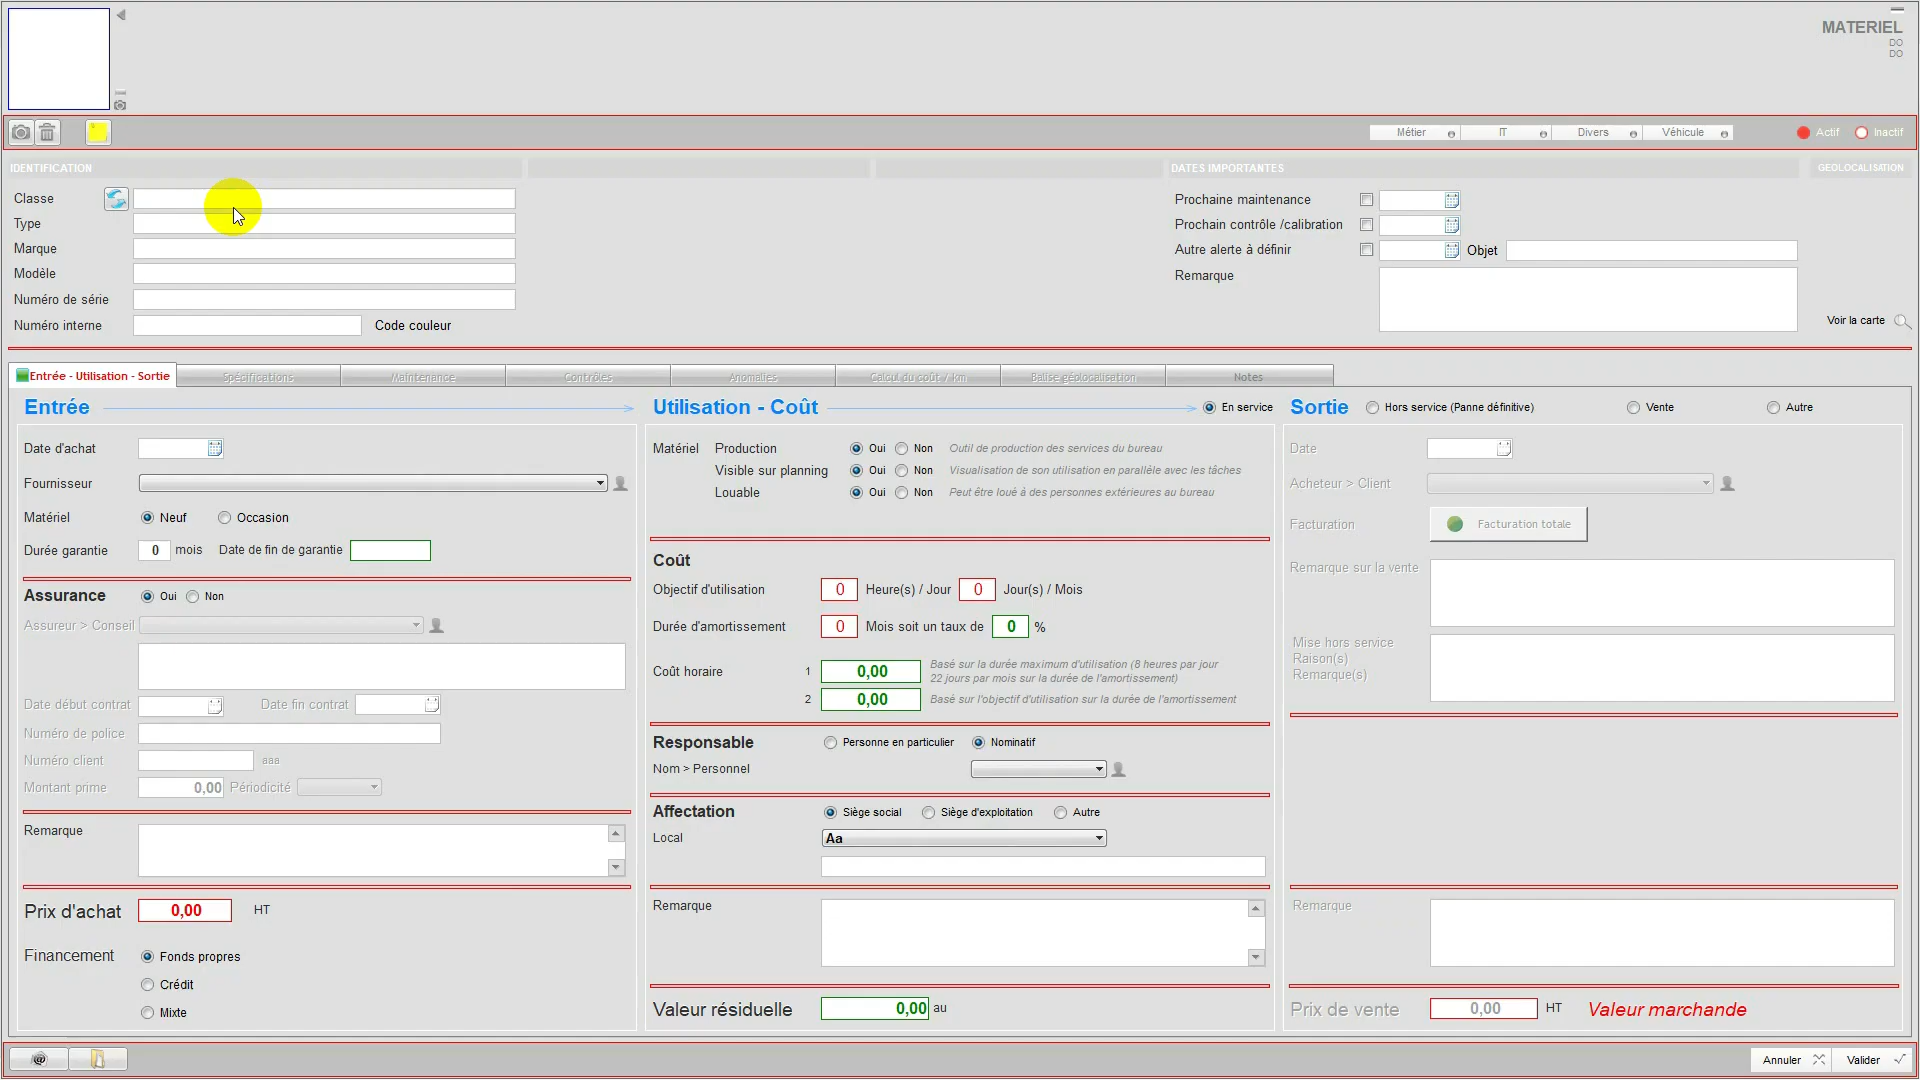 MATERIEL
DO
DO
Métier
IT
Divers
Véhicule
Actif
Inactif
IDENTIFICATION
DATES IMPORTANTES
GEOLOCALISATION
Classe
Type
Marque
Modèle
Numéro de série
Numéro interne
Code couleur
Prochaine maintenance
Prochain contrôle /calibration
Autre alerte à définir
Objet
Remarque
Voir la carte
Entrée - Utilisation - Sortie
Spécifications
Maintenance
Contrôles
Anomalies
Calcul du coût / km
Balise géolocalisation
Notes
Entrée
Date d'achat
Fournisseur
Matériel
Neuf
Occasion
Durée garantie
0
mois
Date de fin de garantie
Assurance
Oui
Non
Assureur > Conseil
Date début contrat
Date fin contrat
Numéro de police
Numéro client
aaa
Montant prime
0,00
Périodicité
Remarque
Prix d'achat
0,00
HT
Financement
Fonds propres
Crédit
Mixte
Utilisation - Coût
En service
Matériel
Production
Oui
Non
Outil de production des services du bureau
Visible sur planning
Oui
Non
Visualisation de son utilisation en parallèle avec les tâches
Louable
Oui
Non
Peut être loué à des personnes extérieures au bureau
Coût
Objectif d'utilisation
0
Heure(s) / Jour
0
Jour(s) / Mois
Durée d'amortissement
0
Mois soit un taux de
0
%
Coût horaire
1
0,00
Basé sur la durée maximum d'utilisation (8 heures par jour
22 jours par mois sur la durée de l'amortissement)
2
0,00
Basé sur l'objectif d'utilisation sur la durée de l'amortissement
Responsable
Personne en particulier
Nominatif
Nom > Personnel
Affectation
Siège social
Siège d'exploitation
Autre
Local
Aa
Remarque
Valeur résiduelle
0,00
au
Sortie
Hors service (Panne définitive)
Vente
Autre
Date
Acheteur > Client
Facturation
Facturation totale
Remarque sur la vente
Mise hors service
Raison(s)
Remarque(s)
Remarque
Prix de vente
0,00
HT
Valeur marchande
@
Annuler
Valider